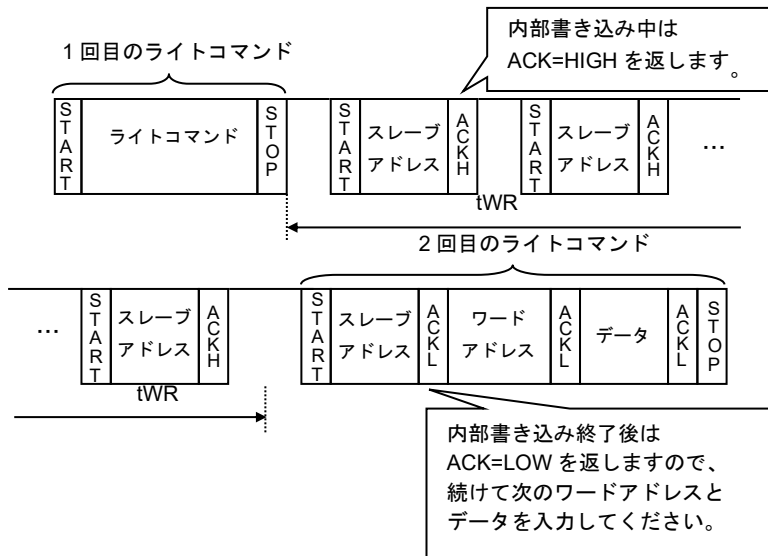 内部書き込み中は
ACK=HIGH を返します。
1 回目のライトコマンド
START
ライトコマンド
STOP
START
スレーブ
アドレス
ACKH
START
スレーブ
アドレス
ACKH
…
tWR
2 回目のライトコマンド
…
START
スレーブ
アドレス
ACKH
START
スレーブ
アドレス
ACKL
ワード
アドレス
ACKL
データ
ACKL
STOP
tWR
内部書き込み終了後は
ACK=LOW を返しますので、
続けて次のワードアドレスと
データを入力してください。